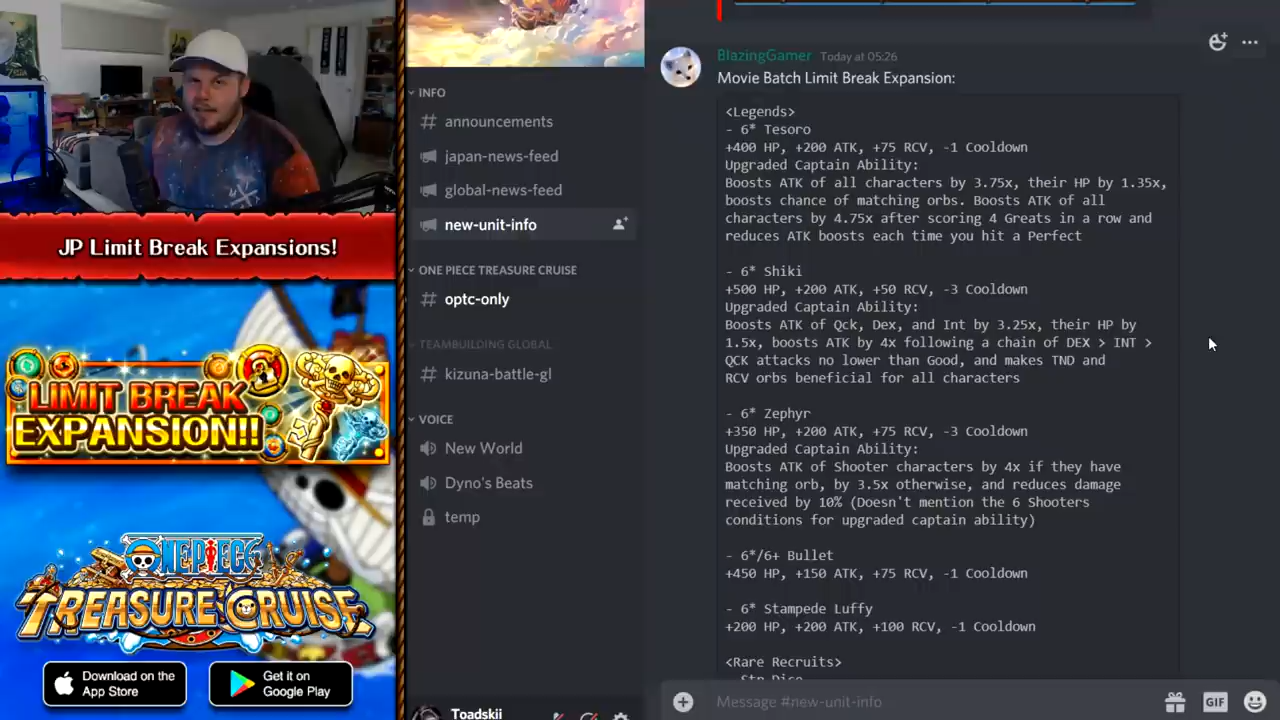 JP Limit Break Expansions!
LIMIT BREAK
EXPANSION!!
ONE PIECE
TREASURE CRUISE
Download on the
App Store
Get it on
Google Play
INFO
# announcements
japan-news-feed
global-news-feed
new-unit-info
ONE PIECE TREASURE CRUISE
# optc-only
TEAMBUILDING GLOBAL
# kizuna-battle-gl
VOICE
New World
Dyno's Beats
temp
Toadskii
BlazingGamer Today at 05:26
Movie Batch Limit Break Expansion:
<Legends>
- 6* Tesoro
+400 HP, +200 ATK, +75 RCV, -1 Cooldown
Upgraded Captain Ability:
Boosts ATK of all characters by 3.75x, their HP by 1.35x,
boosts chance of matching orbs. Boosts ATK of all
characters by 4.75x after scoring 4 Greats in a row and
reduces ATK boosts each time you hit a Perfect
- 6* Shiki
+500 HP, +200 ATK, +50 RCV, -3 Cooldown
Upgraded Captain Ability:
Boosts ATK of Qck, Dex, and Int by 3.25x, their HP by
1.5x, boosts ATK by 4x following a chain of DEX > INT >
QCK attacks no lower than Good, and makes TND and
RCV orbs beneficial for all characters
- 6* Zephyr
+350 HP, +200 ATK, +75 RCV, -3 Cooldown
Upgraded Captain Ability:
Boosts ATK of Shooter characters by 4x if they have
matching orb, by 3.5x otherwise, and reduces damage
received by 10% (Doesn't mention the 6 Shooters
conditions for upgraded captain ability)
- 6*/6+ Bullet
+450 HP, +150 ATK, +75 RCV, -1 Cooldown
- 6* Stampede Luffy
+200 HP, +200 ATK, +100 RCV, -1 Cooldown
<Rare Recruits>
Message #new-unit-info
GIF